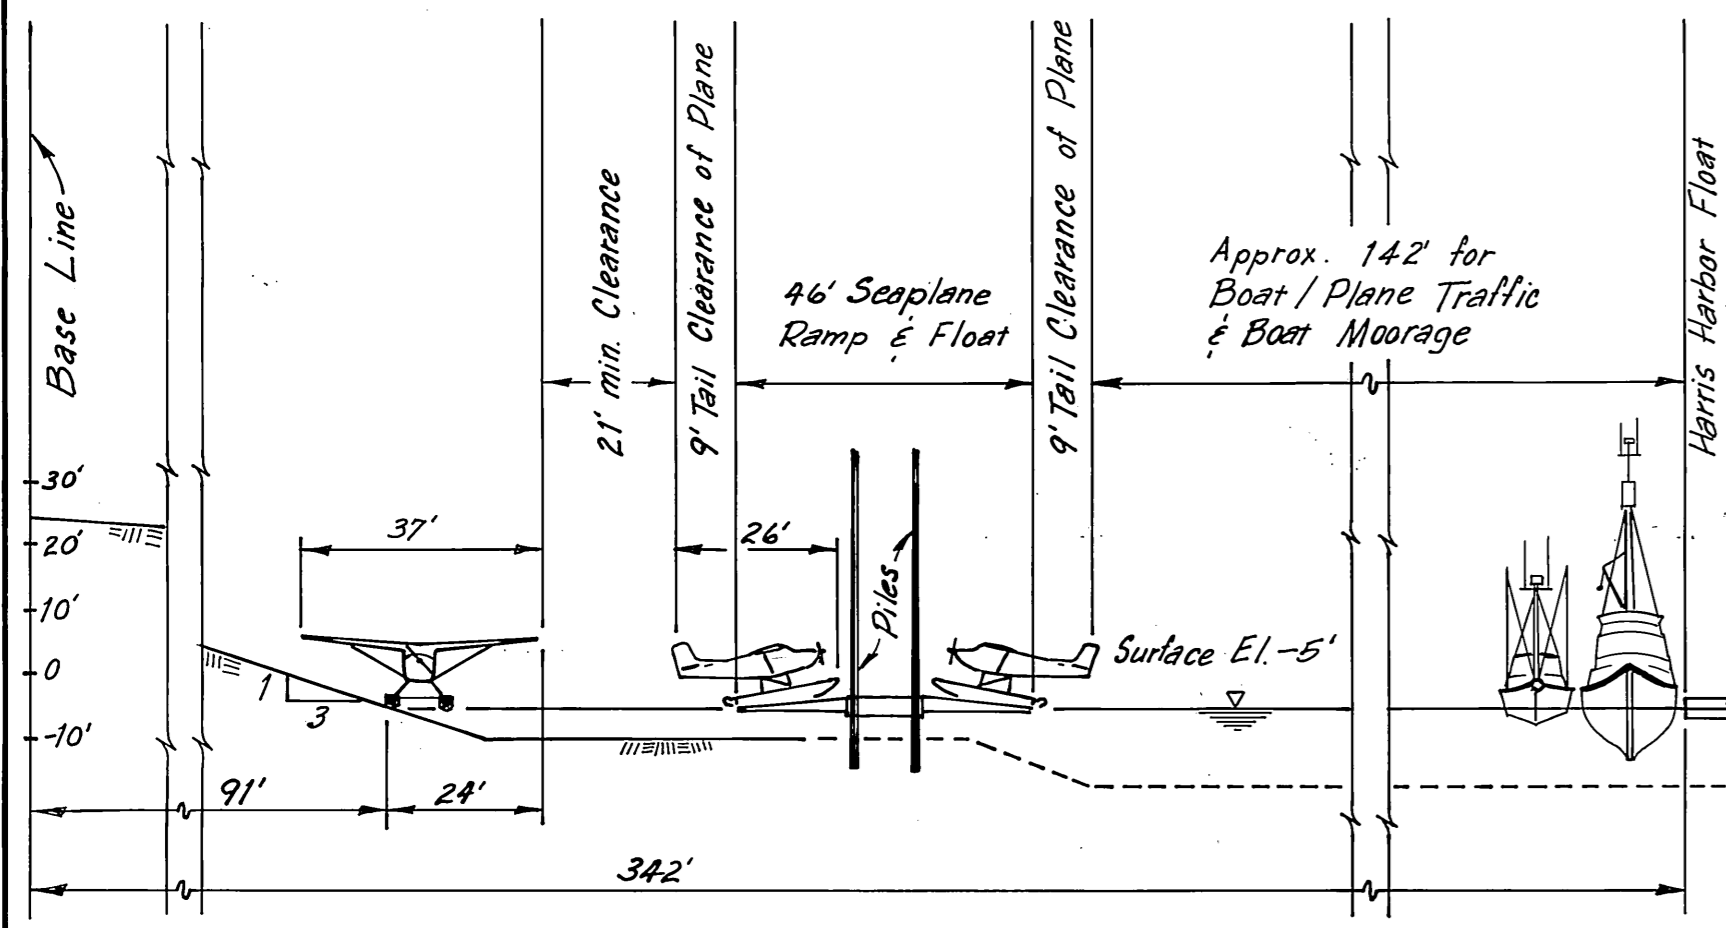 Base Line
21' min. Clearance
9' Tail Clearance of Plane
46' Seaplane
Ramp & Float
9' Tail Clearance of Plane
Approx. 142' for
Boat / Plane Traffic
& Boat Moorage
Harris Harbor Float
30'
20'
10'
0
-10'
37'
26'
Piles
Surface El. -5'
1
3
91'
24'
342'